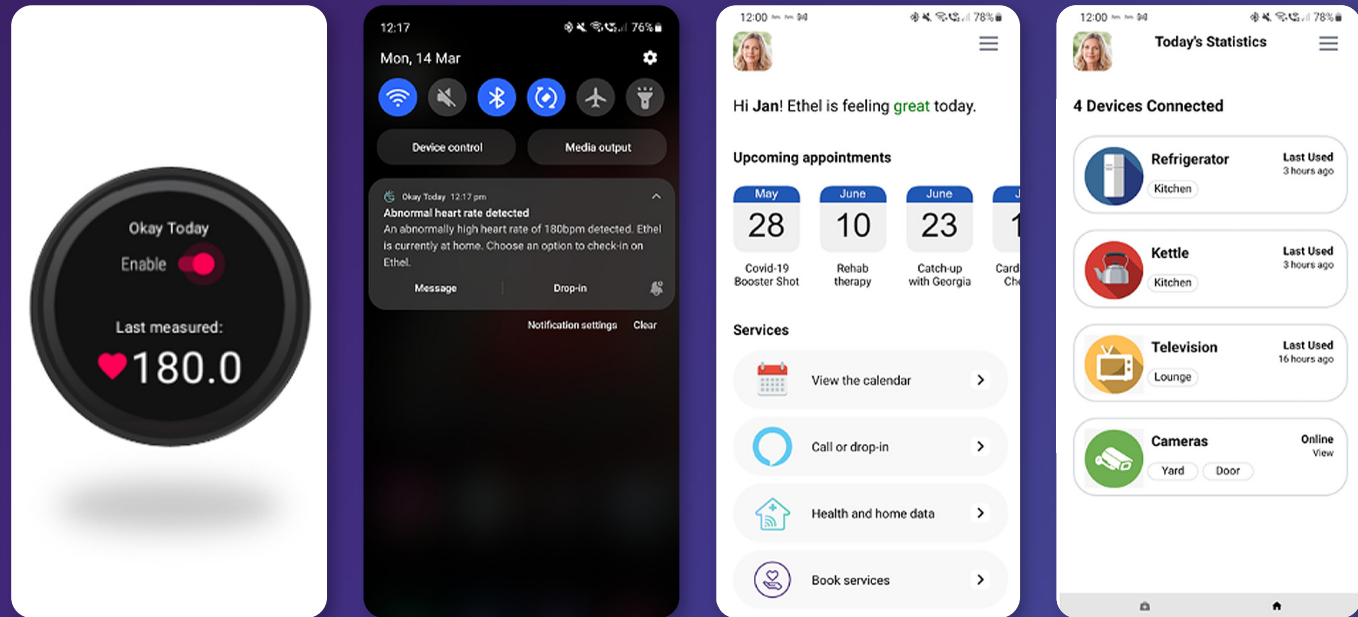 Okay Today
Enable
Last measured:
180.0
12:17
76%
Mon, 14 Mar
Device control
Media output
Okay Today 12:17 pm
Abnormal heart rate detected
An abnormally high heart rate of 180bpm detected. Ethel
is currently at home. Choose an option to check-in on
Ethel.
Message
Drop-in
Notification settings
Clear
12:00
78%
Hi Jan! Ethel is feeling great today.
Upcoming appointments
May
28
Covid-19
Booster Shot
June
10
Rehab
therapy
June
23
Catch-up
with Georgia
J
1
Card
Ch
Services
View the calendar
Call or drop-in
Health and home data
Book services
12:00
78%
Today's Statistics
4 Devices Connected
Refrigerator
Kitchen
Last Used
3 hours ago
Kettle
Kitchen
Last Used
3 hours ago
Television
Lounge
Last Used
16 hours ago
Cameras
Yard
Door
Online
View